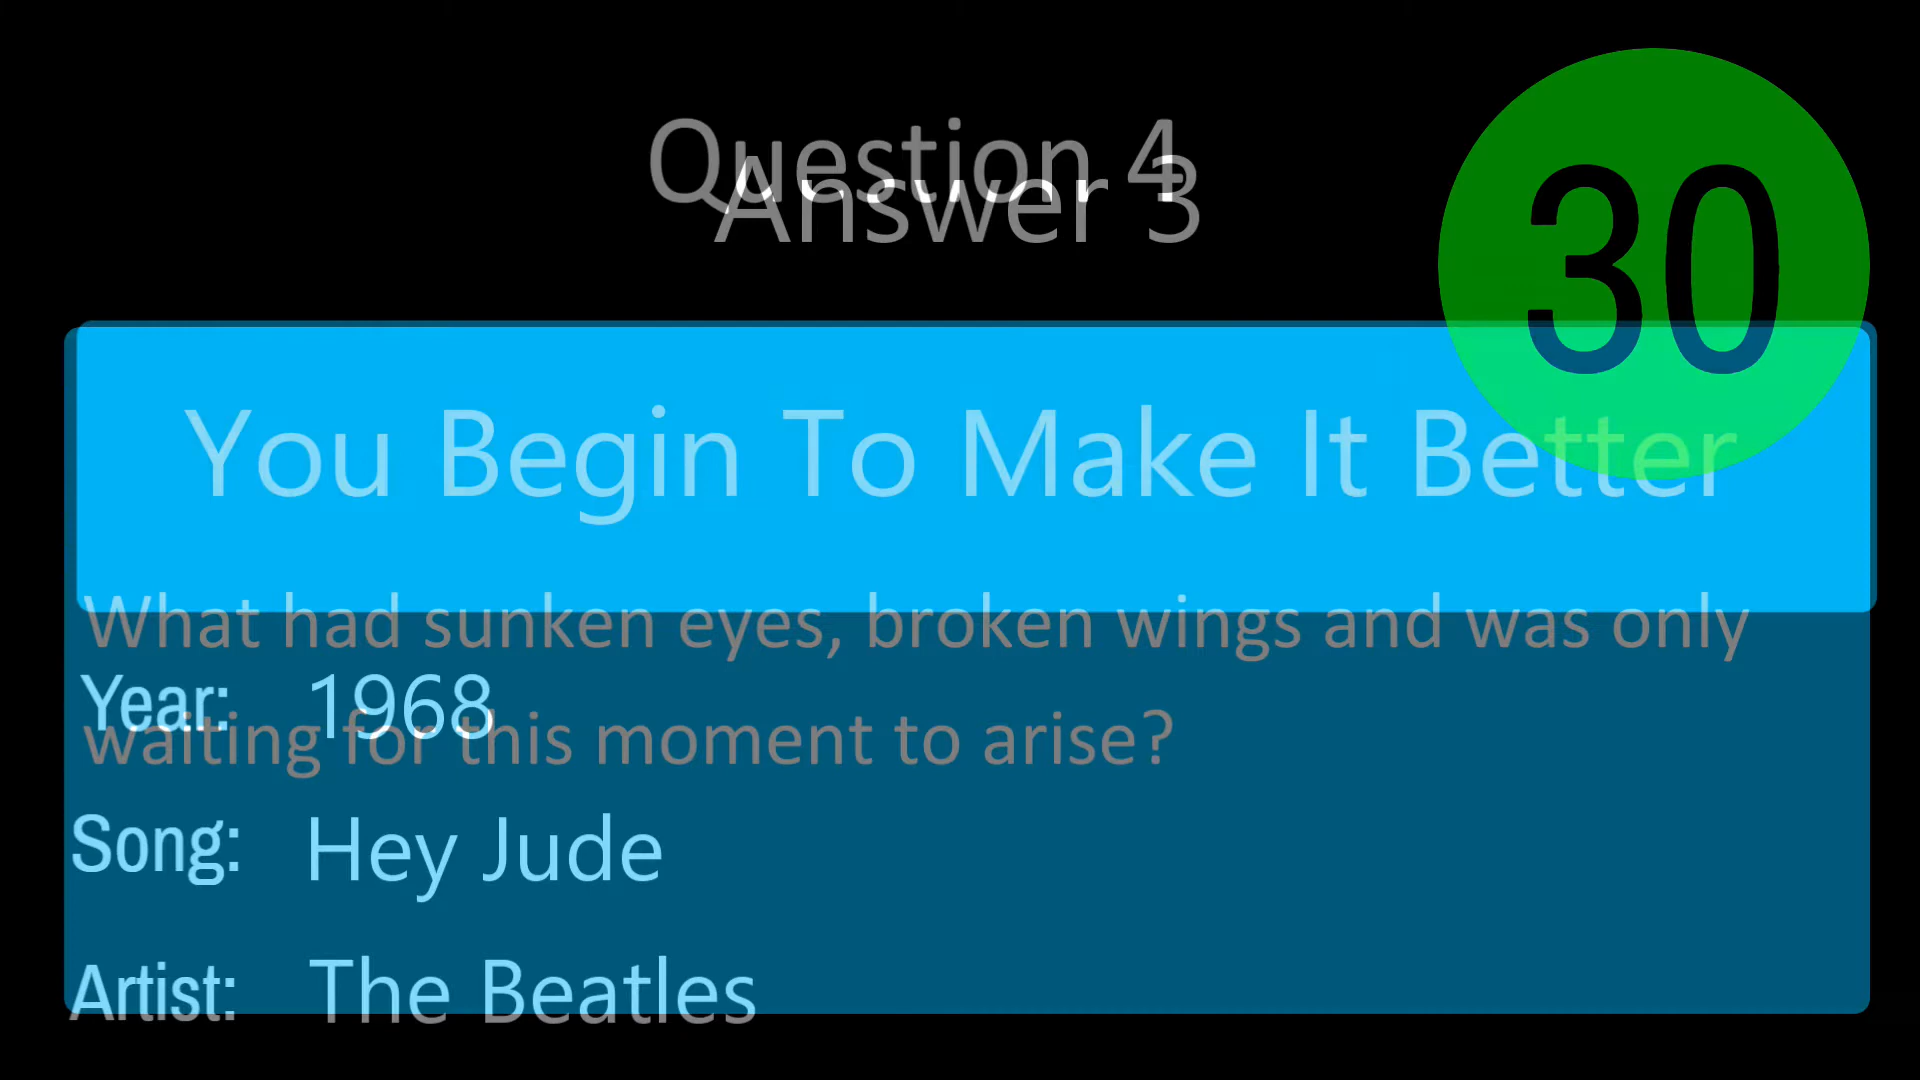 Question 4
Answer 3
30
You Begin To Make It Better
What had sunken eyes, broken wings and was only
waiting for this moment to arise?
Year: 1968
Song: Hey Jude
Artist: The Beatles